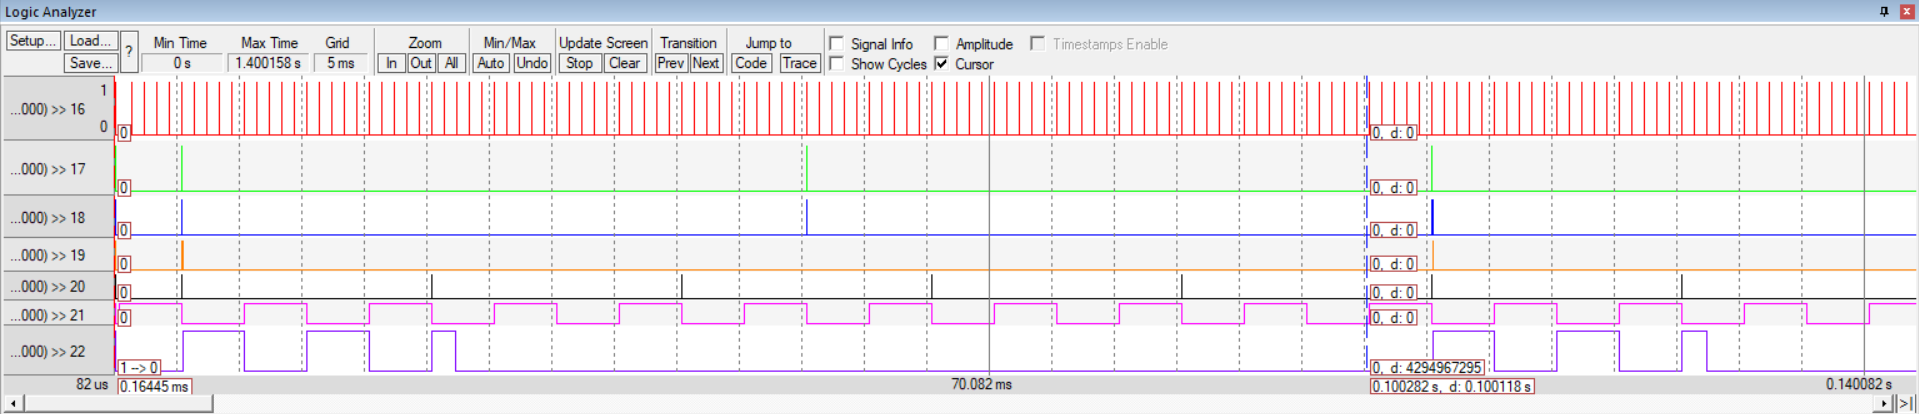 Logic Analyzer
Setup... Load... Save... ? Min Time Max Time Grid Zoom Min/Max Update Screen Transition Jump to Signal Info Amplitude Timestamps Enable
0 s 1.400158 s 5 ms In Out All Auto Undo Stop Clear Prev Next Code Trace Show Cycles Cursor
...000) >> 16 1 0 0 0, d: 0
...000) >> 17 0 0, d: 0
...000) >> 18 0 0, d: 0
...000) >> 19 0 0, d: 0
...000) >> 20 0 0, d: 0
...000) >> 21 0 0, d: 0
...000) >> 22 1 --> 0 0, d: 4294967295
82 us 0.16445 ms 70.082 ms 0.100282 s, d: 0.100118 s 0.140082 s
>|